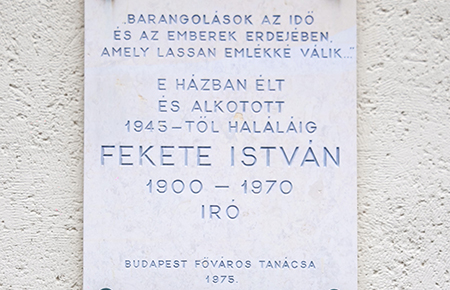 „BARANGOLÁSOK AZ IDŐ
ÉS AZ EMBEREK ERDEJÉBEN,
AMELY LASSAN EMLÉKKÉ VÁLIK..."
E HÁZBAN ÉLT
ÉS ALKOTOTT
1945–TŐL HALÁLÁIG
FEKETE ISTVÁN
1900 – 1970
IRÓ
BUDAPEST FŐVÁROS TANÁCSA
1975.